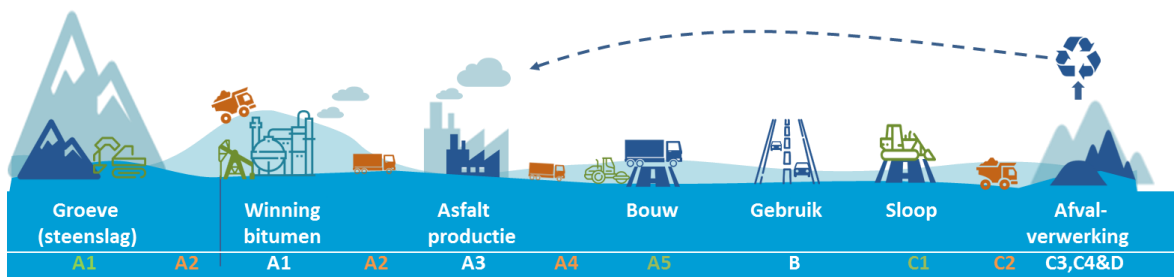 Groeve Winning Asfalt Bouw Gebruik Sloop Afval-
(steenslag) bitumen productie verwerking
A1 A2 A1 A2 A3 A4 A5 B C1 C2 C3,C4&D